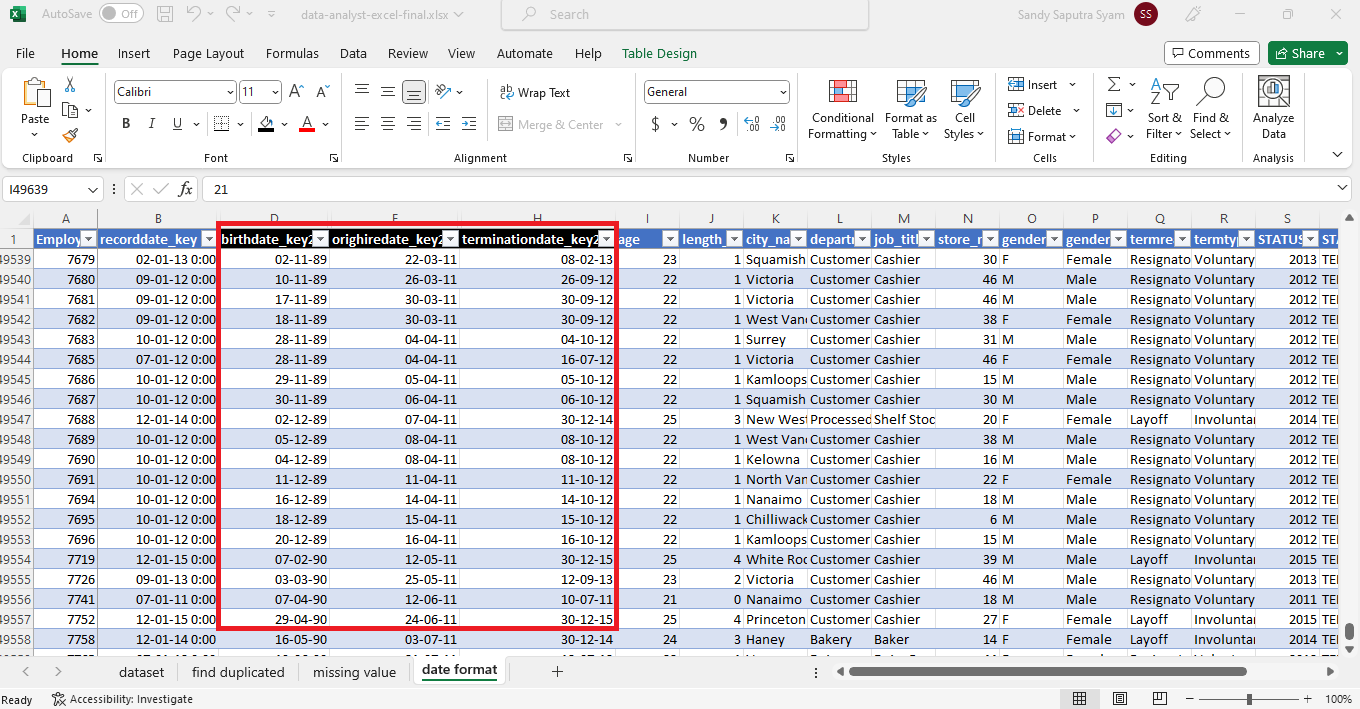 AutoSave Off data-analyst-excel-final.xlsx Search Sandy Saputra Syam SS
File Home Insert Page Layout Formulas Data Review View Automate Help Table Design Comments Share
Paste Calibri 11 A^ A˅ ab Wrap Text General Conditional Formatting Format as Table Cell Styles Insert Delete Format Sort & Filter Find & Select Analyze Data
B I U A Merge & Center $ % 9
Clipboard Font Alignment Number Styles Cells Editing Analysis
I49639 fx 21
A B D F H I J K L M N O P Q R S
1 Employ recorddate_key birthdate_key2 orighiredate_key2 terminationdate_key2 age length_ city_na depart job_titl store_n gender gender termre termty STATUS STA
49539 7679 02-01-13 0:00 02-11-89 22-03-11 08-02-13 23 1 Squamish Customer Cashier 30 F Female Resignato Voluntary 2013 TE
49540 7680 09-01-12 0:00 10-11-89 26-03-11 26-09-12 22 1 Victoria Customer Cashier 46 M Male Resignato Voluntary 2012 TE
49541 7681 09-01-12 0:00 17-11-89 30-03-11 30-09-12 22 1 Victoria Customer Cashier 46 M Male Resignato Voluntary 2012 TE
49542 7682 09-01-12 0:00 18-11-89 30-03-11 30-09-12 22 1 West Vanc Customer Cashier 38 F Female Resignato Voluntary 2012 TE
49543 7683 10-01-12 0:00 28-11-89 04-04-11 04-10-12 22 1 Surrey Customer Cashier 31 M Male Resignato Voluntary 2012 TE
49544 7685 07-01-12 0:00 28-11-89 04-04-11 16-07-12 22 1 Victoria Customer Cashier 46 F Female Resignato Voluntary 2012 TE
49545 7686 10-01-12 0:00 29-11-89 05-04-11 05-10-12 22 1 Kamloops Customer Cashier 15 M Male Resignato Voluntary 2012 TE
49546 7687 10-01-12 0:00 30-11-89 06-04-11 06-10-12 22 1 Squamish Customer Cashier 30 M Male Resignato Voluntary 2012 TE
49547 7688 12-01-14 0:00 02-12-89 07-04-11 30-12-14 25 3 New West Processed Shelf Stoc 20 F Female Layoff Involuntar 2014 TE
49548 7689 10-01-12 0:00 05-12-89 08-04-11 08-10-12 22 1 West Vanc Customer Cashier 38 M Male Resignato Voluntary 2012 TE
49549 7690 10-01-12 0:00 04-12-89 08-04-11 08-10-12 22 1 Kelowna Customer Cashier 16 M Male Resignato Voluntary 2012 TE
49550 7691 10-01-12 0:00 11-12-89 11-04-11 11-10-12 22 1 North Van Customer Cashier 22 F Female Resignato Voluntary 2012 TE
49551 7694 10-01-12 0:00 16-12-89 14-04-11 14-10-12 22 1 Nanaimo Customer Cashier 18 M Male Resignato Voluntary 2012 TE
49552 7695 10-01-12 0:00 18-12-89 15-04-11 15-10-12 22 1 Chilliwack Customer Cashier 6 M Male Resignato Voluntary 2012 TE
49553 7696 10-01-12 0:00 20-12-89 16-04-11 16-10-12 22 1 Kamloops Customer Cashier 15 M Male Resignato Voluntary 2012 TE
49554 7719 12-01-15 0:00 07-02-90 12-05-11 30-12-15 25 4 White Roc Customer Cashier 39 M Male Layoff Involuntar 2015 TE
49555 7726 09-01-13 0:00 03-03-90 25-05-11 12-09-13 23 2 Victoria Customer Cashier 46 M Male Resignato Voluntary 2013 TE
49556 7741 07-01-11 0:00 07-04-90 12-06-11 10-07-11 21 0 Nanaimo Customer Cashier 18 M Male Resignato Voluntary 2011 TE
49557 7752 12-01-15 0:00 29-04-90 24-06-11 30-12-15 25 4 Princeton Customer Cashier 27 F Female Layoff Involuntar 2015 TE
49558 7758 12-01-14 0:00 16-05-90 03-07-11 30-12-14 24 3 Haney Bakery Baker 14 F Female Layoff Involuntar 2014 TE
dataset find duplicated missing value date format
Ready Accessibility: Investigate 100%